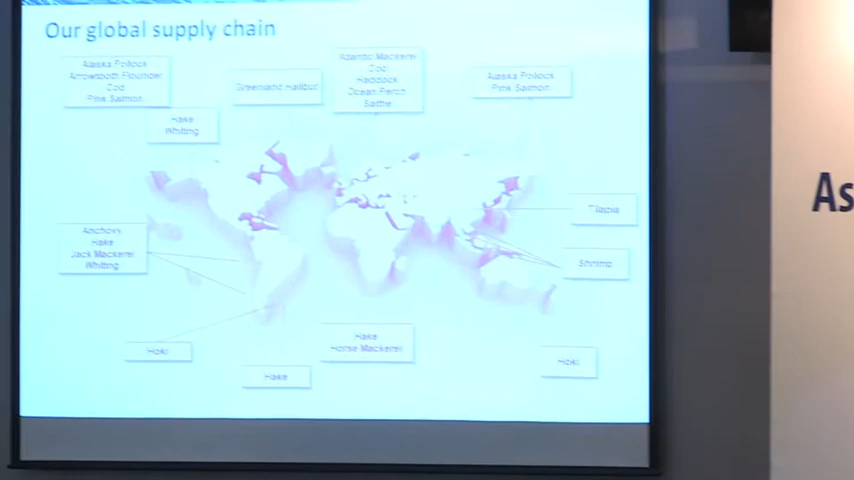 Our global supply chain
Alaska Pollock
Arrowtooth Flounder
Cod
Pink Salmon
Greenland Halibut
Atlantic Mackerel
Cod
Haddock
Ocean Perch
Saithe
Alaska Pollock
Pink Salmon
Hake
Whiting
As
Tilapia
Anchovy
Hake
Jack Mackerel
Whiting
Shrimp
Hake
Horse Mackerel
Hoki
Hoki
Hake